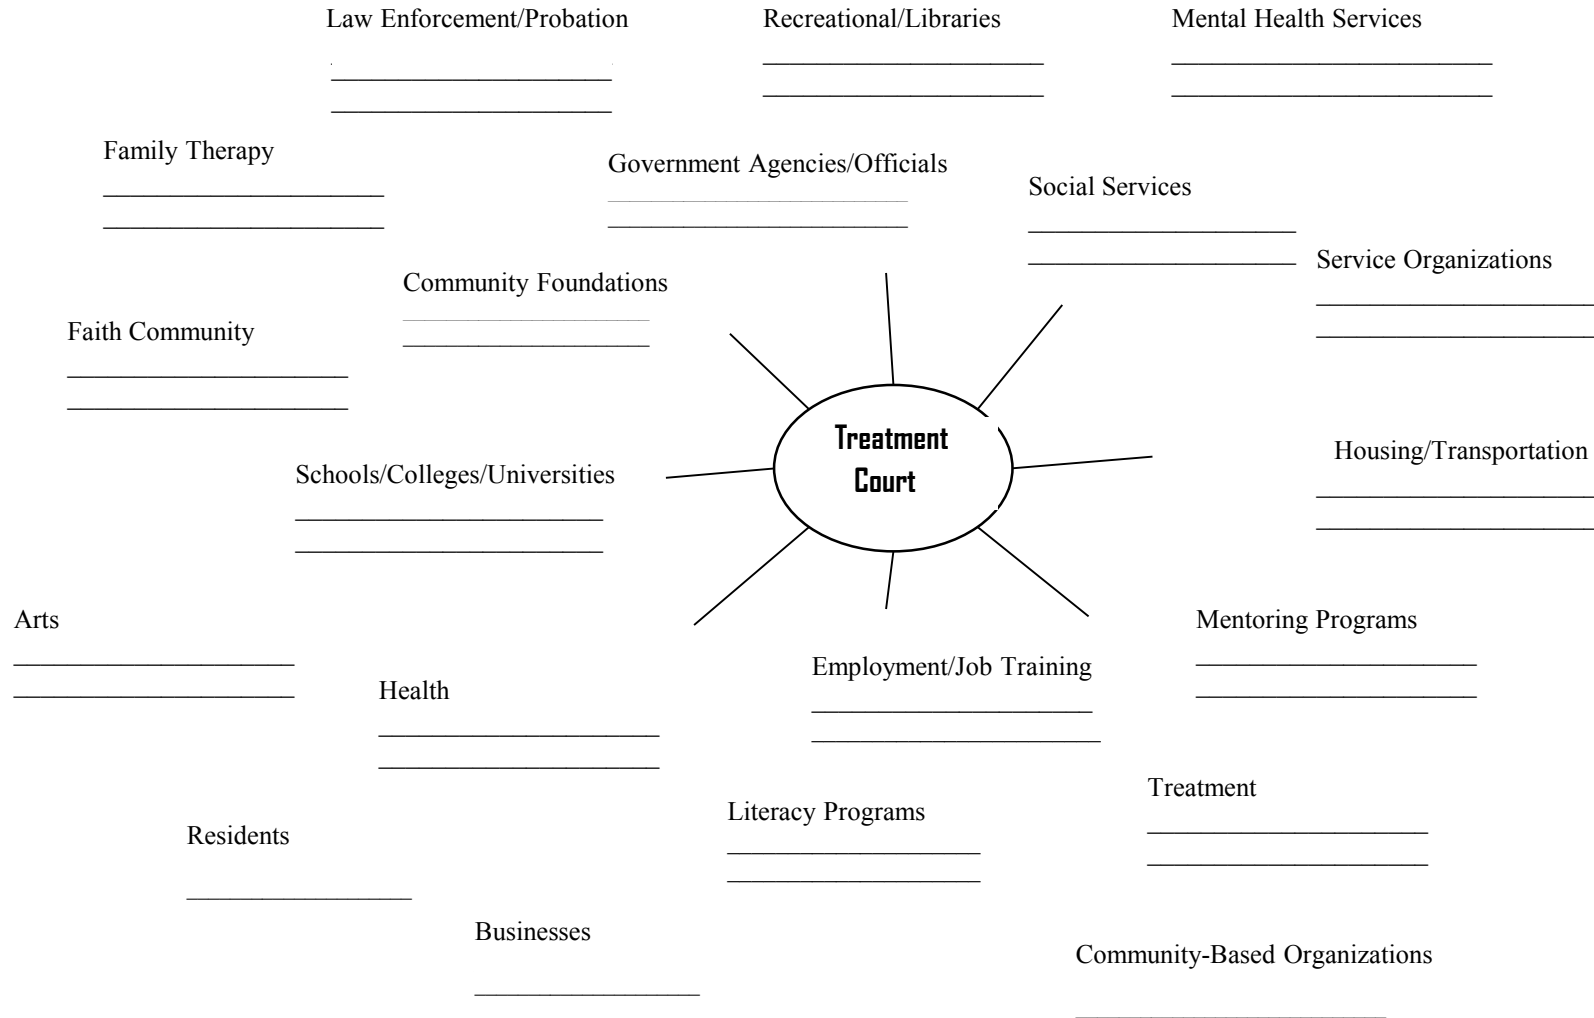 Law Enforcement/Probation
Recreational/Libraries
Mental Health Services
Family Therapy
Government Agencies/Officials
Social Services
Service Organizations
Community Foundations
Faith Community
Treatment
Court
Housing/Transportation
Schools/Colleges/Universities
Arts
Mentoring Programs
Employment/Job Training
Health
Treatment
Literacy Programs
Residents
Businesses
Community-Based Organizations